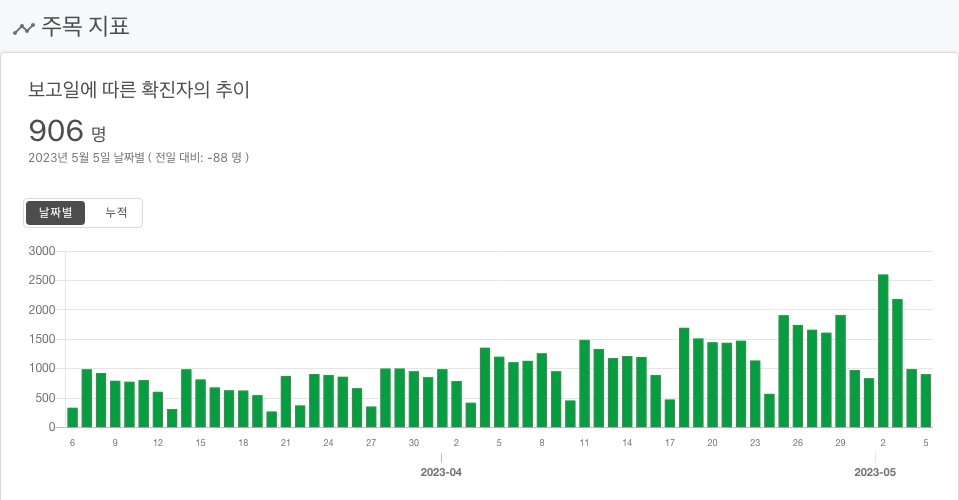 주목 지표
보고일에 따른 확진자의 추이
906 명
2023년 5월 5일 날짜별 ( 전일 대비: -88 명 )
날짜별 누적
3000
2500
2000
1500
1000
500
0
6 9 12 15 18 21 24 27 30 2 5 8 11 14 17 20 23 26 29 2 5
2023-04 2023-05